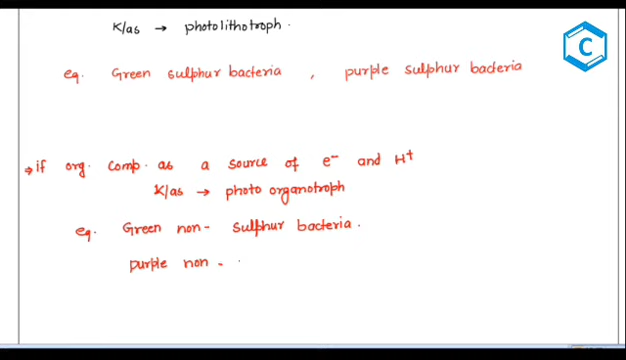 K/as → photolithotroph.
eg. Green sulphur bacteria , purple sulphur bacteria
→ if org. comp. as a source of e⁻ and H⁺
K/as → photo organotroph
eg. Green non- sulphur bacteria.
purple non -
C